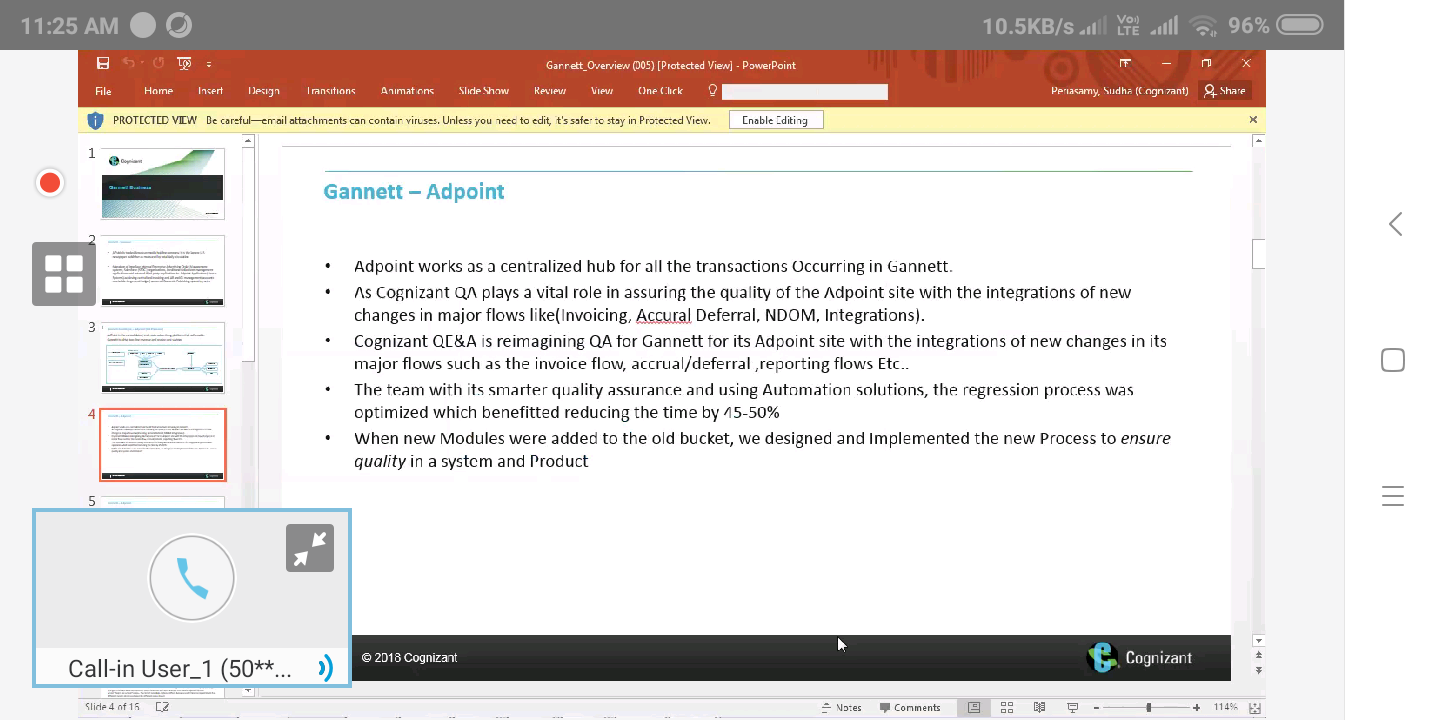 11:25 AM
10.5KB/s
Vo))
LTE
96%
Gannett_Overview (005) [Protected View] - PowerPoint
File
Home
Insert
Design
Transitions
Animations
Slide Show
Review
View
One Click
Periasamy, Sudha (Cognizant)
Share
PROTECTED VIEW Be careful—email attachments can contain viruses. Unless you need to edit, it's safer to stay in Protected View.
Enable Editing
1
Cognizant
2
3
4
5
Gannett – Adpoint
• Adpoint works as a centralized hub for all the transactions Occurring in Gannett.
• As Cognizant QA plays a vital role in assuring the quality of the Adpoint site with the integrations of new
changes in major flows like(Invoicing, Accural Deferral, NDOM, Integrations).
• Cognizant QE&A is reimagining QA for Gannett for its Adpoint site with the integrations of new changes in its
major flows such as the invoice flow, accrual/deferral ,reporting flows Etc..
• The team with its smarter quality assurance and using Automation solutions, the regression process was
optimized which benefitted reducing the time by 45-50%
• When new Modules were added to the old bucket, we designed and Implemented the new Process to ensure
quality in a system and Product
Call-in User_1 (50**...
© 2018 Cognizant
Cognizant
Slide 4 of 16
Notes
Comments
114%